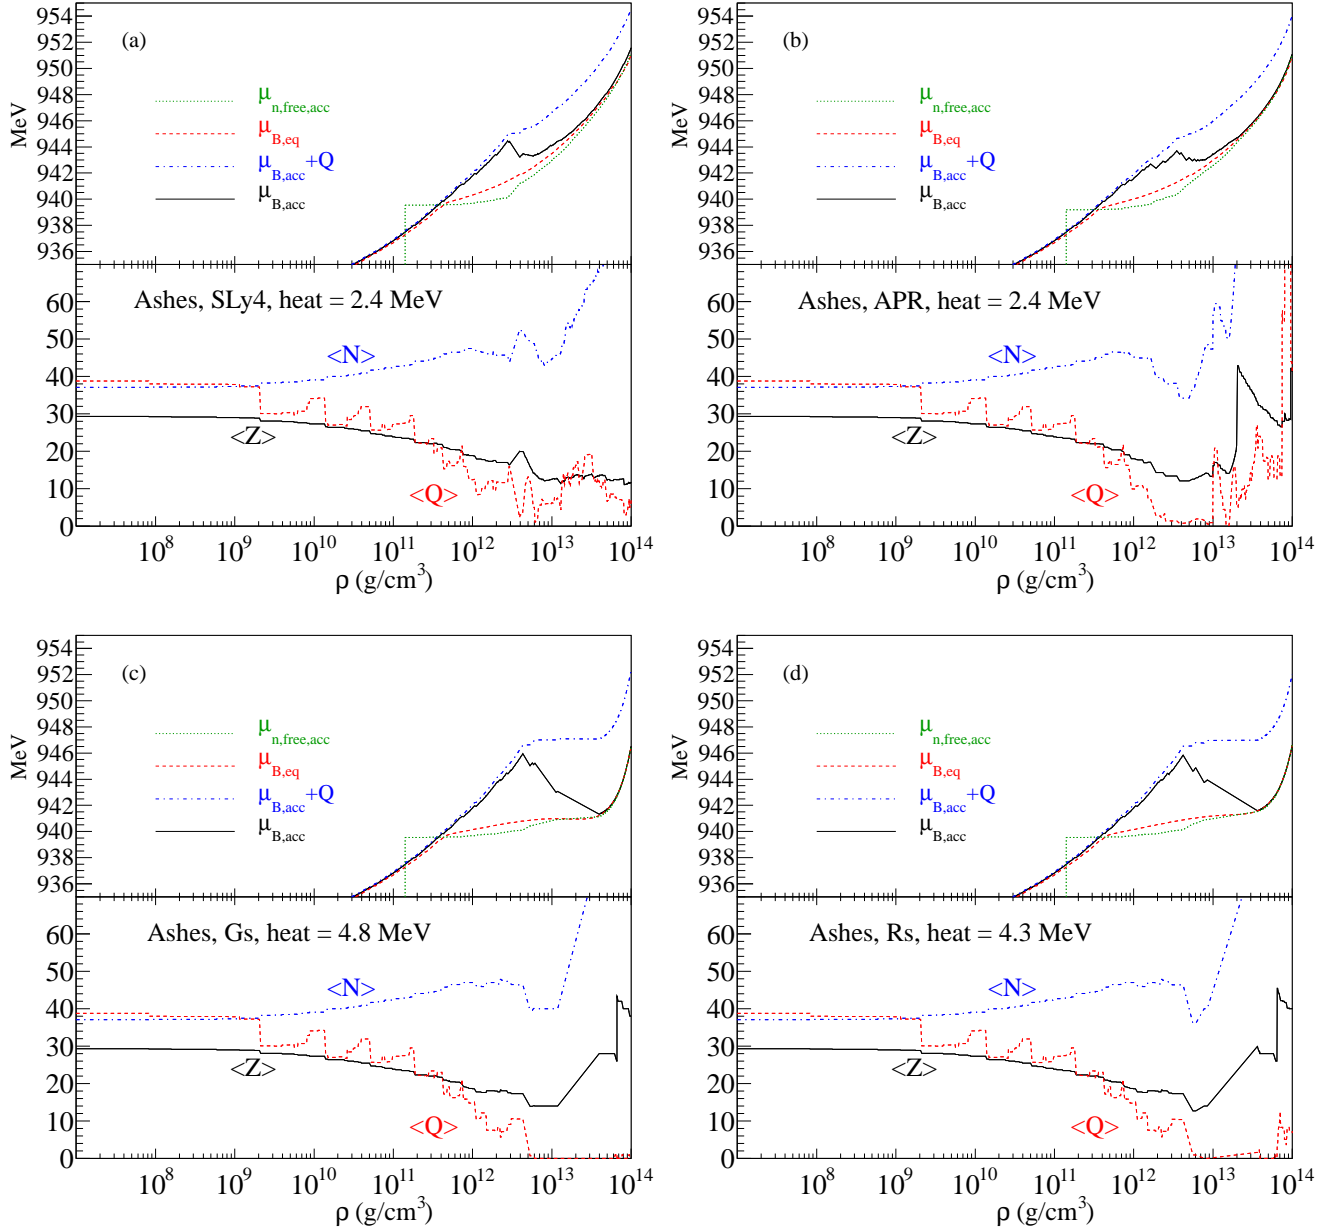 (a)
954
952
950
948
946
944
942
940
938
936
MeV
μn,free,acc
μB,eq
μB,acc+Q
μB,acc
Ashes, SLy4, heat = 2.4 MeV
60
50
40
30
20
10
0
<N>
<Z>
<Q>
10^8 10^9 10^10 10^11 10^12 10^13 10^14
ρ (g/cm^3)
(b)
954
952
950
948
946
944
942
940
938
936
MeV
μn,free,acc
μB,eq
μB,acc+Q
μB,acc
Ashes, APR, heat = 2.4 MeV
60
50
40
30
20
10
0
<N>
<Z>
<Q>
10^8 10^9 10^10 10^11 10^12 10^13 10^14
ρ (g/cm^3)
(c)
954
952
950
948
946
944
942
940
938
936
MeV
μn,free,acc
μB,eq
μB,acc+Q
μB,acc
Ashes, Gs, heat = 4.8 MeV
60
50
40
30
20
10
0
<N>
<Z>
<Q>
10^8 10^9 10^10 10^11 10^12 10^13 10^14
ρ (g/cm^3)
(d)
954
952
950
948
946
944
942
940
938
936
MeV
μn,free,acc
μB,eq
μB,acc+Q
μB,acc
Ashes, Rs, heat = 4.3 MeV
60
50
40
30
20
10
0
<N>
<Z>
<Q>
10^8 10^9 10^10 10^11 10^12 10^13 10^14
ρ (g/cm^3)